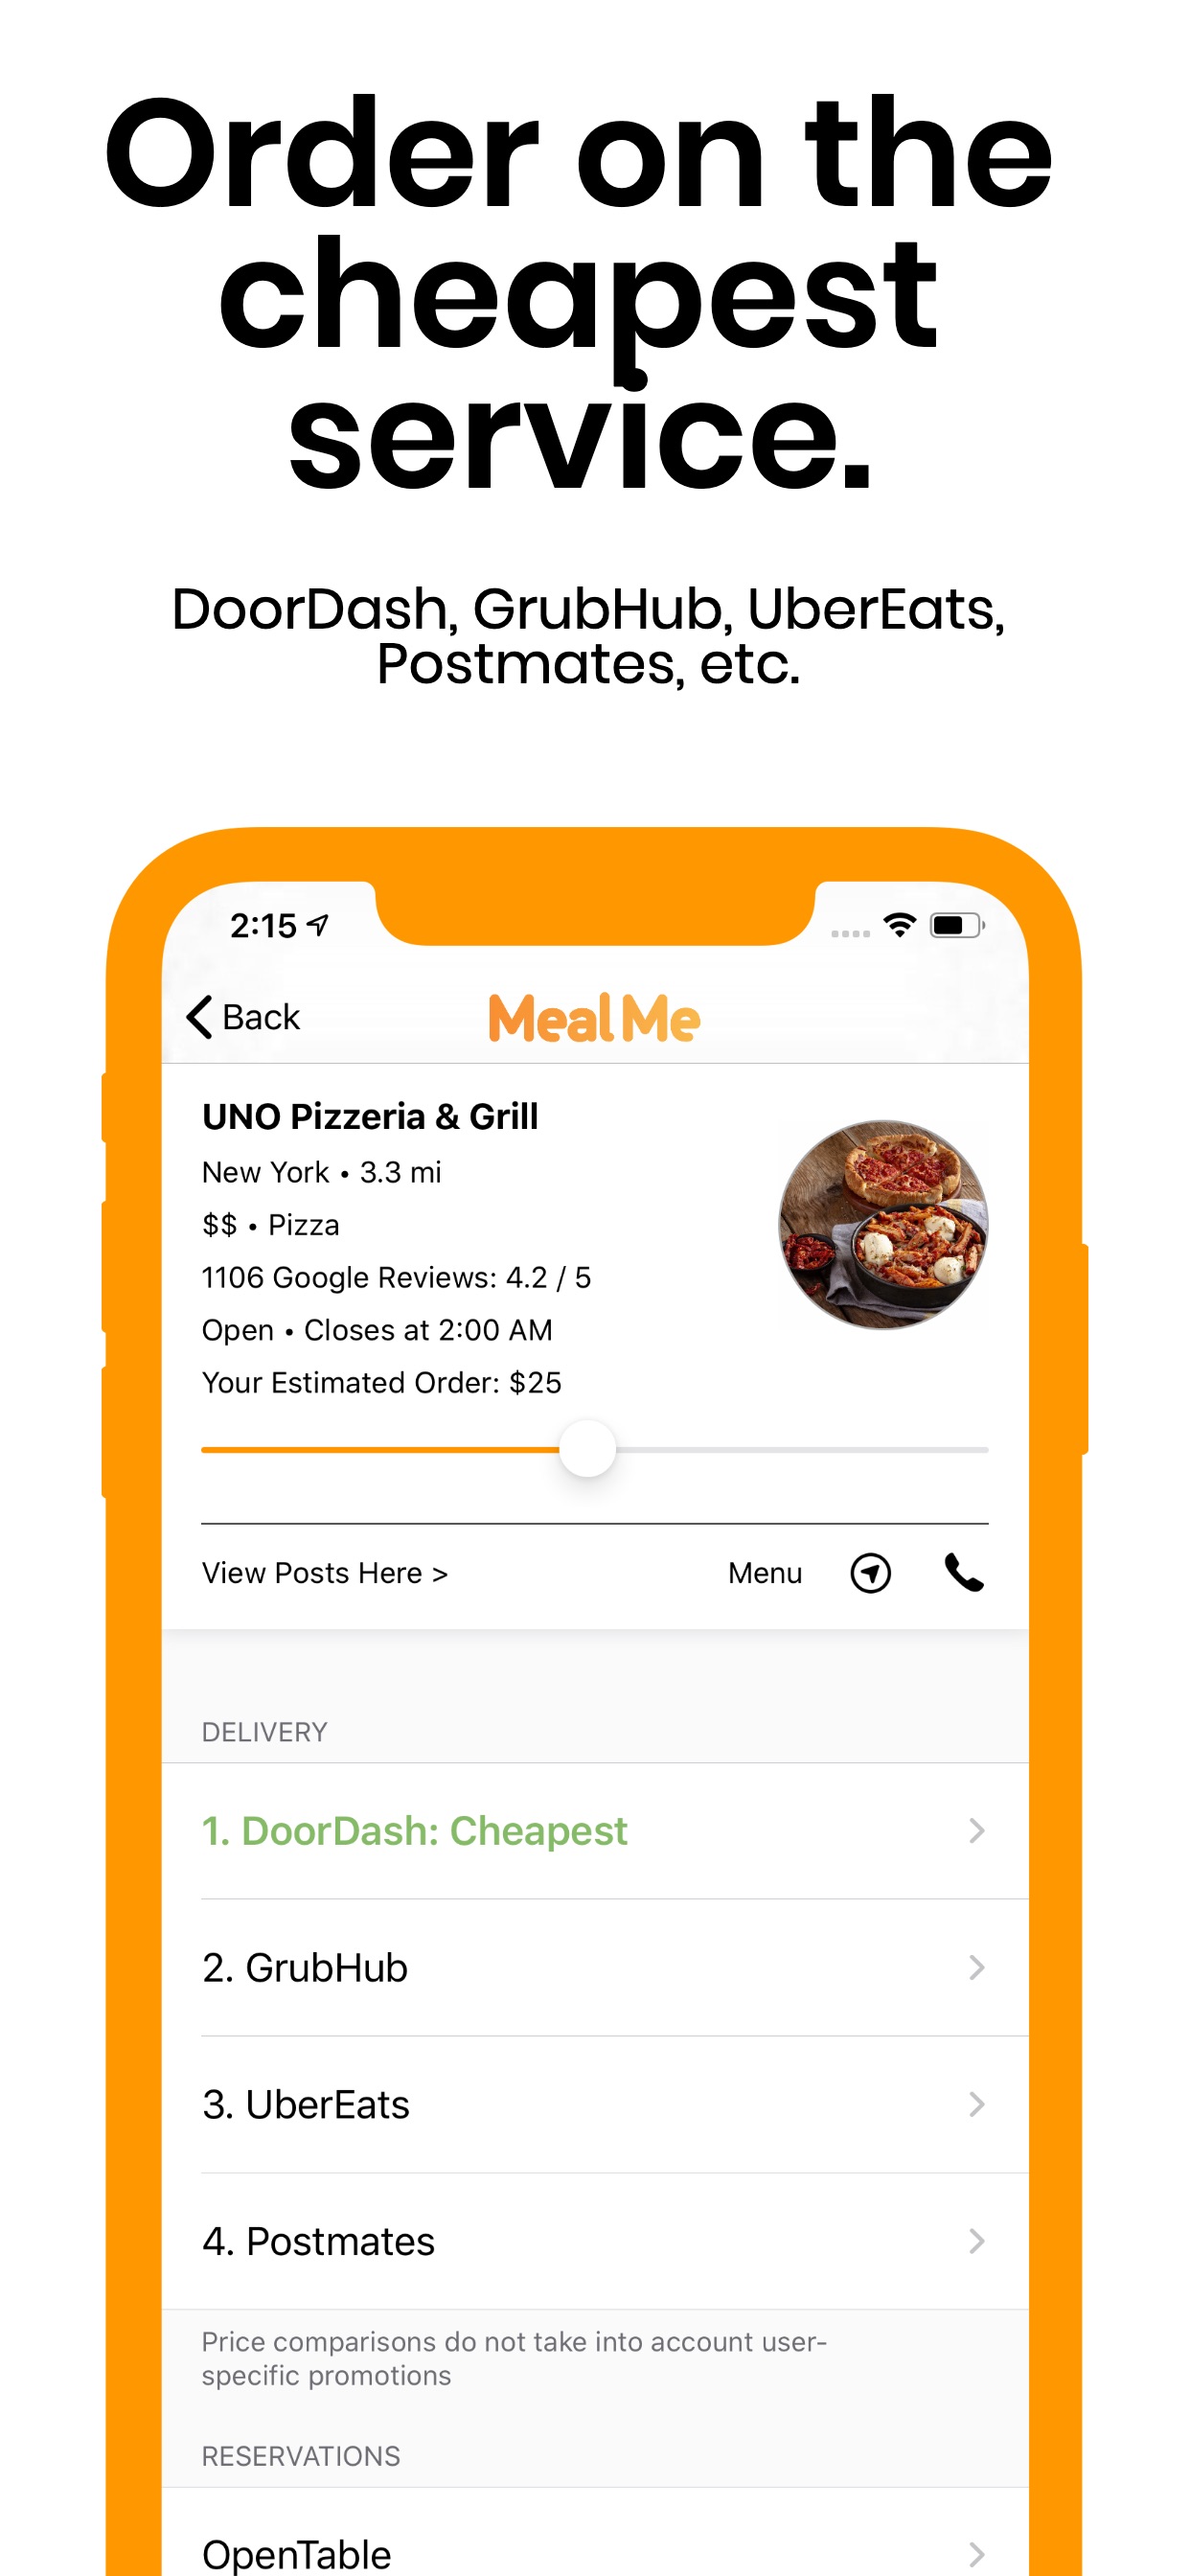 Order on the
cheapest
service.
DoorDash, GrubHub, UberEats,
Postmates, etc.
2:15
Back
MealMe
UNO Pizzeria & Grill
New York • 3.3 mi
$$ • Pizza
1106 Google Reviews: 4.2 / 5
Open • Closes at 2:00 AM
Your Estimated Order: $25
View Posts Here >
Menu
DELIVERY
1. DoorDash: Cheapest
2. GrubHub
3. UberEats
4. Postmates
Price comparisons do not take into account user-
specific promotions
RESERVATIONS
OpenTable